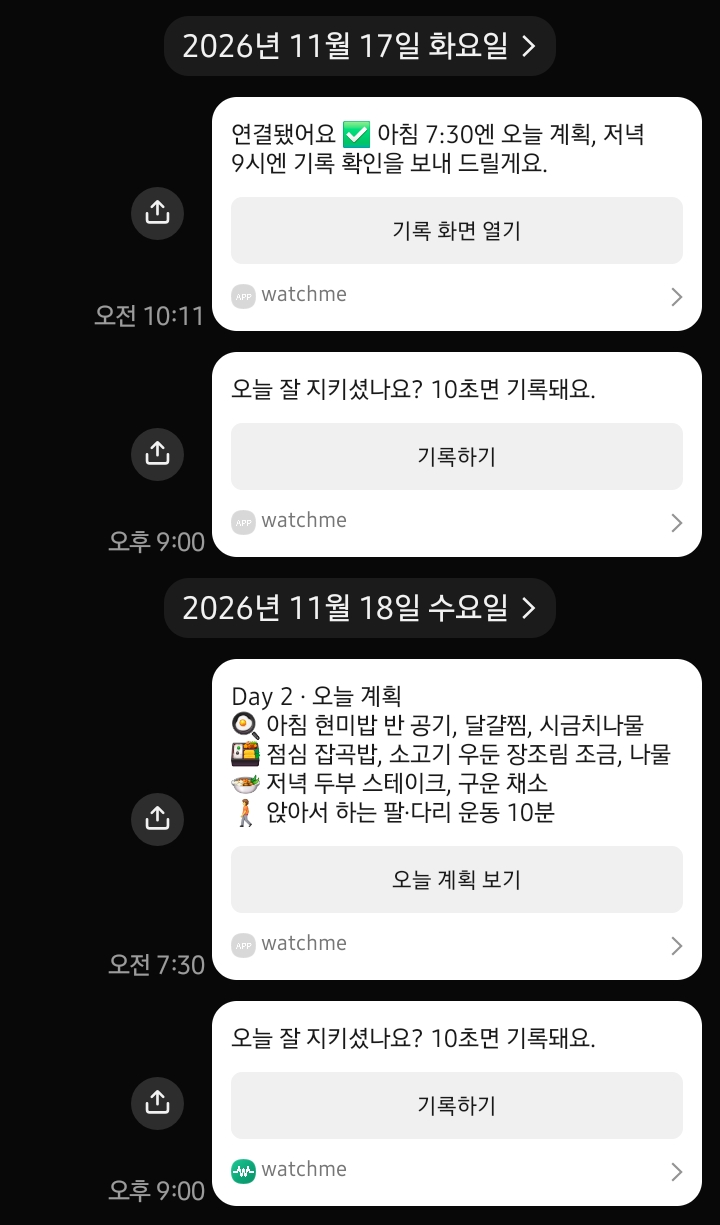 2026년 11월 17일 화요일 >
연결됐어요 ✅ 아침 7:30엔 오늘 계획, 저녁
9시엔 기록 확인을 보내 드릴게요.
기록 화면 열기
APP watchme
오전 10:11
오늘 잘 지키셨나요? 10초면 기록돼요.
기록하기
APP watchme
오후 9:00
2026년 11월 18일 수요일 >
Day 2 · 오늘 계획
🍳 아침 현미밥 반 공기, 달걀찜, 시금치나물
🍱 점심 잡곡밥, 소고기 우둔 장조림 조금, 나물
🍲 저녁 두부 스테이크, 구운 채소
🚶 앉아서 하는 팔·다리 운동 10분
오늘 계획 보기
APP watchme
오전 7:30
오늘 잘 지키셨나요? 10초면 기록돼요.
기록하기
watchme
오후 9:00